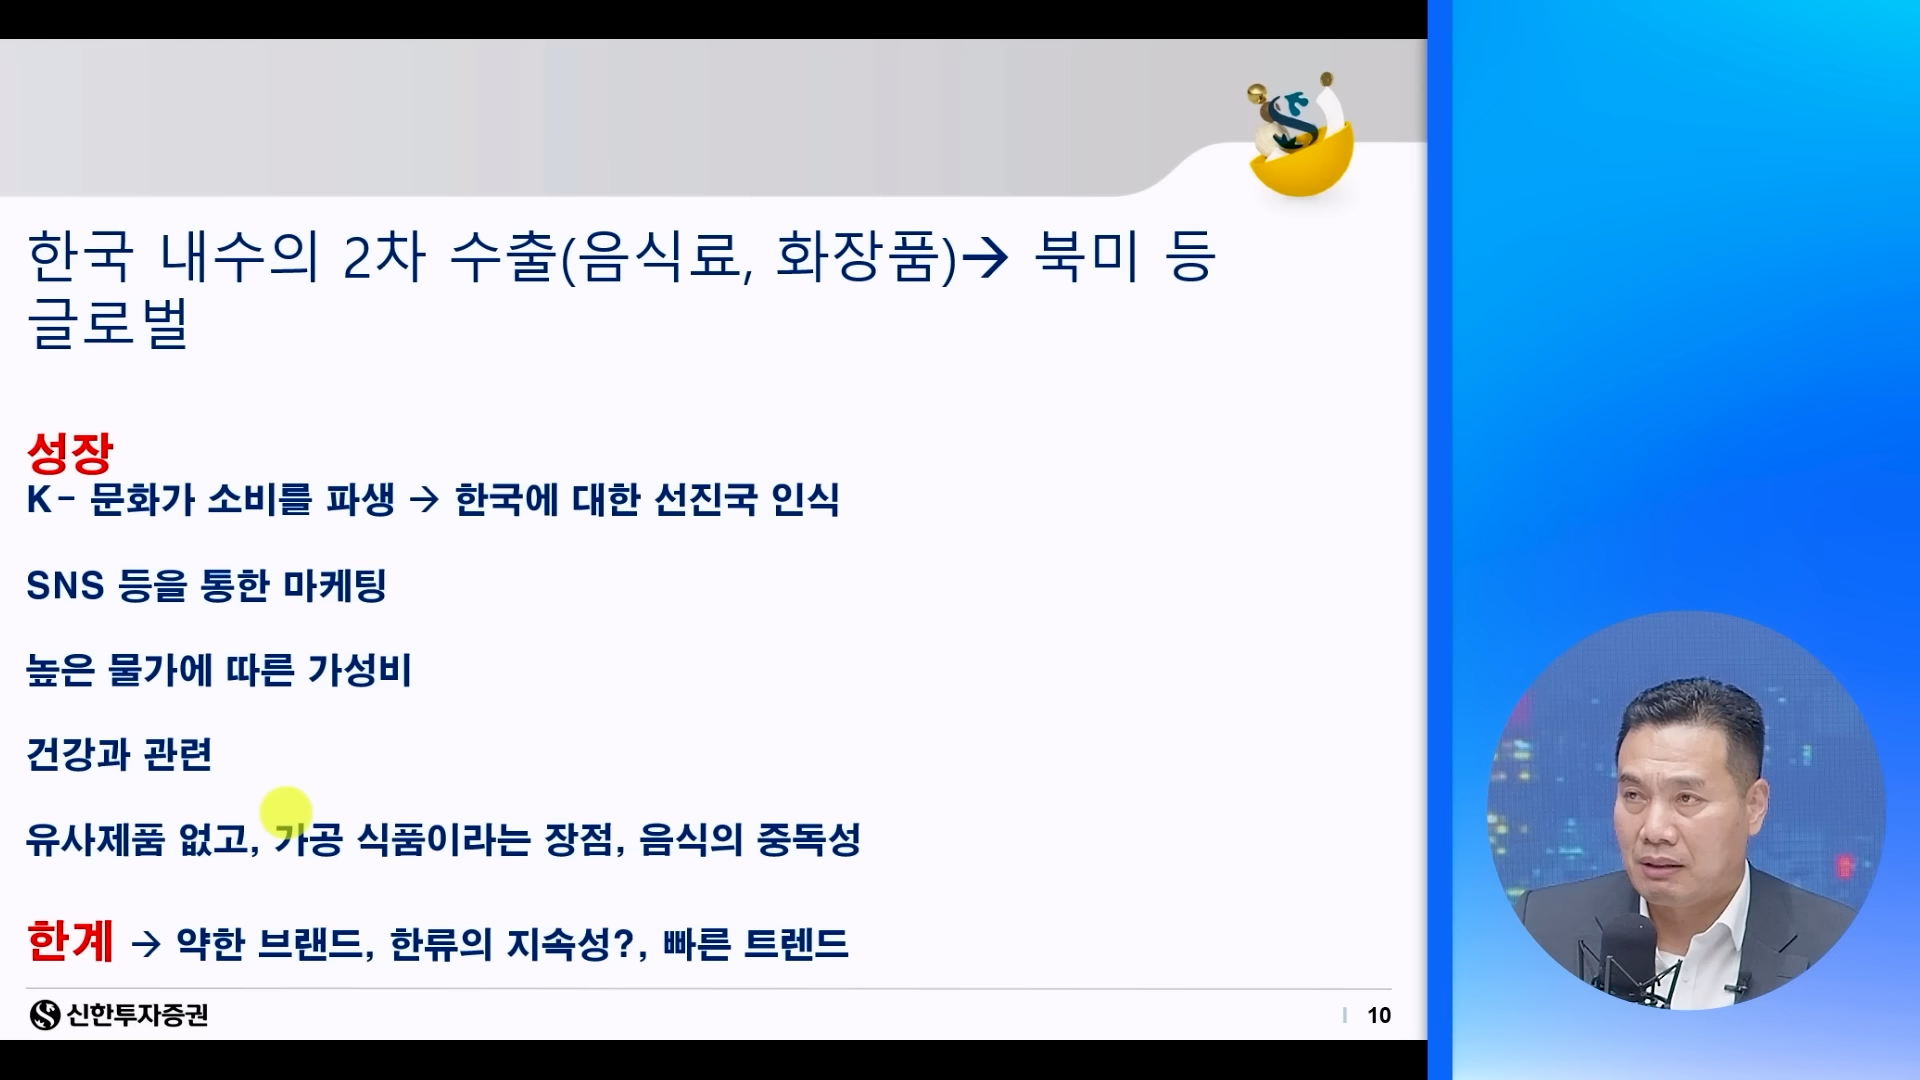 한국 내수의 2차 수출(음식료, 화장품)→ 북미 등
글로벌
성장
K- 문화가 소비를 파생 → 한국에 대한 선진국 인식
SNS 등을 통한 마케팅
높은 물가에 따른 가성비
건강과 관련
유사제품 없고, 가공 식품이라는 장점, 음식의 중독성
한계 → 약한 브랜드, 한류의 지속성?, 빠른 트렌드
신한투자증권
10